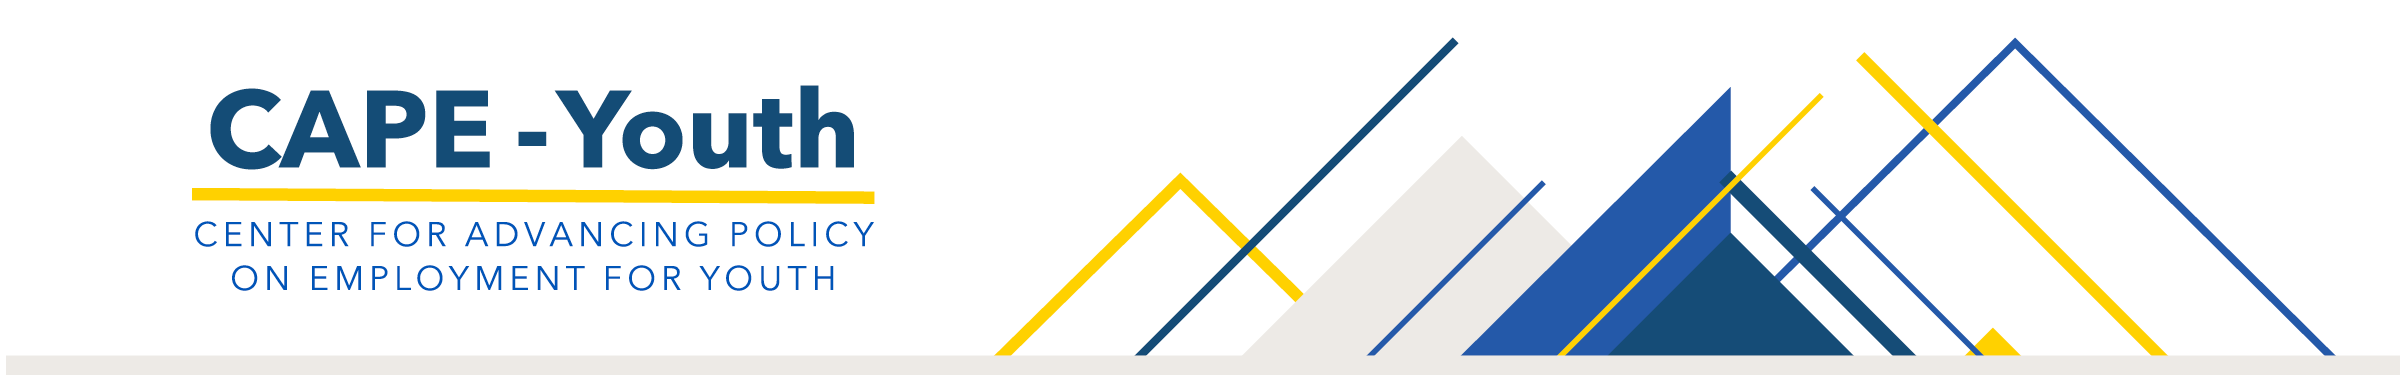 CAPE - Youth
CENTER FOR ADVANCING POLICY
ON EMPLOYMENT FOR YOUTH